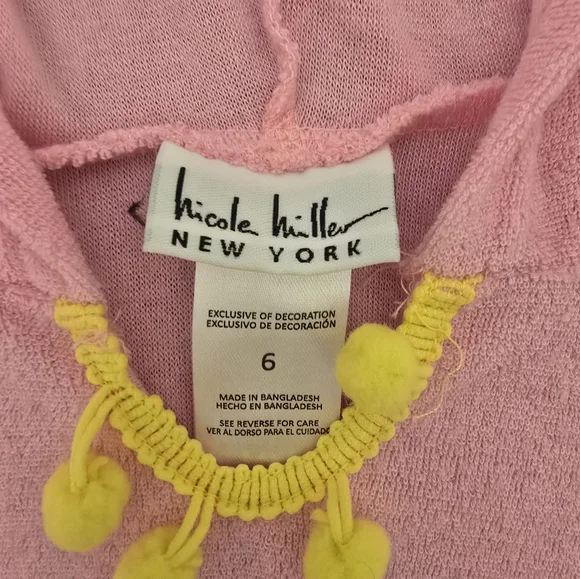 nicole miller
NEW YORK
EXCLUSIVE OF DECORATION
EXCLUSIVO DE DECORACIÓN
6
MADE IN BANGLADESH
HECHO EN BANGLADESH
SEE REVERSE FOR CARE
VER AL DORSO PARA EL CUIDADO